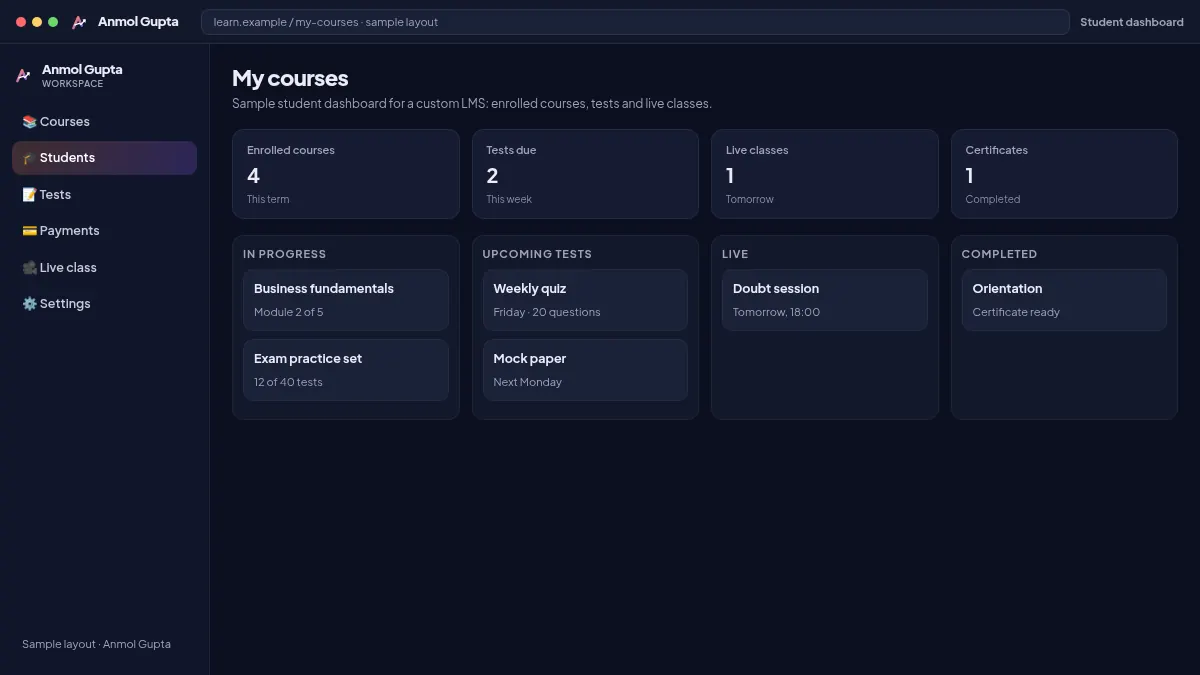 Anmol Gupta
learn.example / my-courses · sample layout
Student dashboard
Anmol Gupta
WORKSPACE
Courses
Students
Tests
Payments
Live class
Settings
Sample layout · Anmol Gupta
My courses
Sample student dashboard for a custom LMS: enrolled courses, tests and live classes.
Enrolled courses
4
This term
Tests due
2
This week
Live classes
1
Tomorrow
Certificates
1
Completed
IN PROGRESS
Business fundamentals
Module 2 of 5
Exam practice set
12 of 40 tests
UPCOMING TESTS
Weekly quiz
Friday · 20 questions
Mock paper
Next Monday
LIVE
Doubt session
Tomorrow, 18:00
COMPLETED
Orientation
Certificate ready